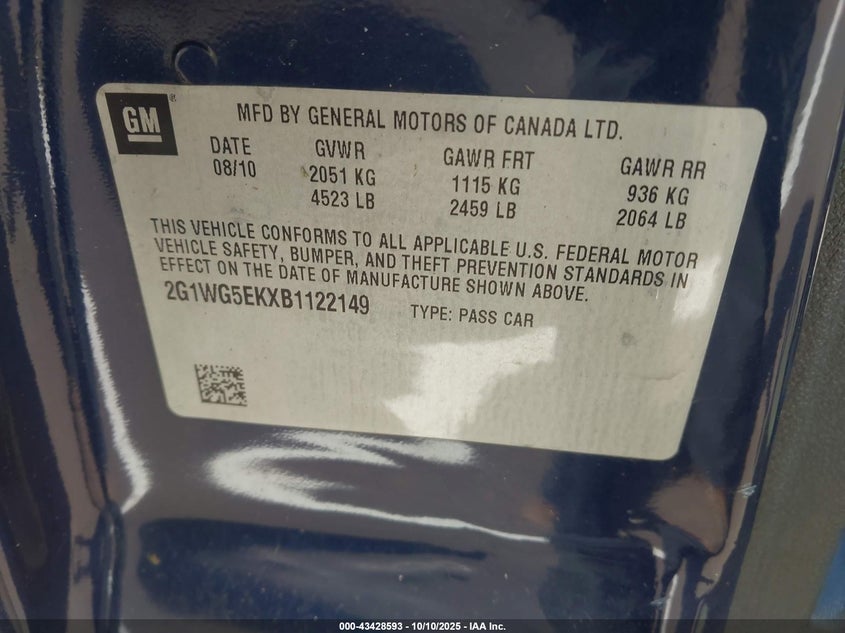 GM®
MFD BY GENERAL MOTORS OF CANADA LTD.
DATE GVWR GAWR FRT GAWR RR
08/10 2051 KG 1115 KG 936 KG
4523 LB 2459 LB 2064 LB
THIS VEHICLE CONFORMS TO ALL APPLICABLE U.S. FEDERAL MOTOR
VEHICLE SAFETY, BUMPER, AND THEFT PREVENTION STANDARDS IN
EFFECT ON THE DATE OF MANUFACTURE SHOWN ABOVE.
2G1WG5EKXB1122149 TYPE: PASS CAR
000-43428593 - 10/10/2025 - IAA Inc.